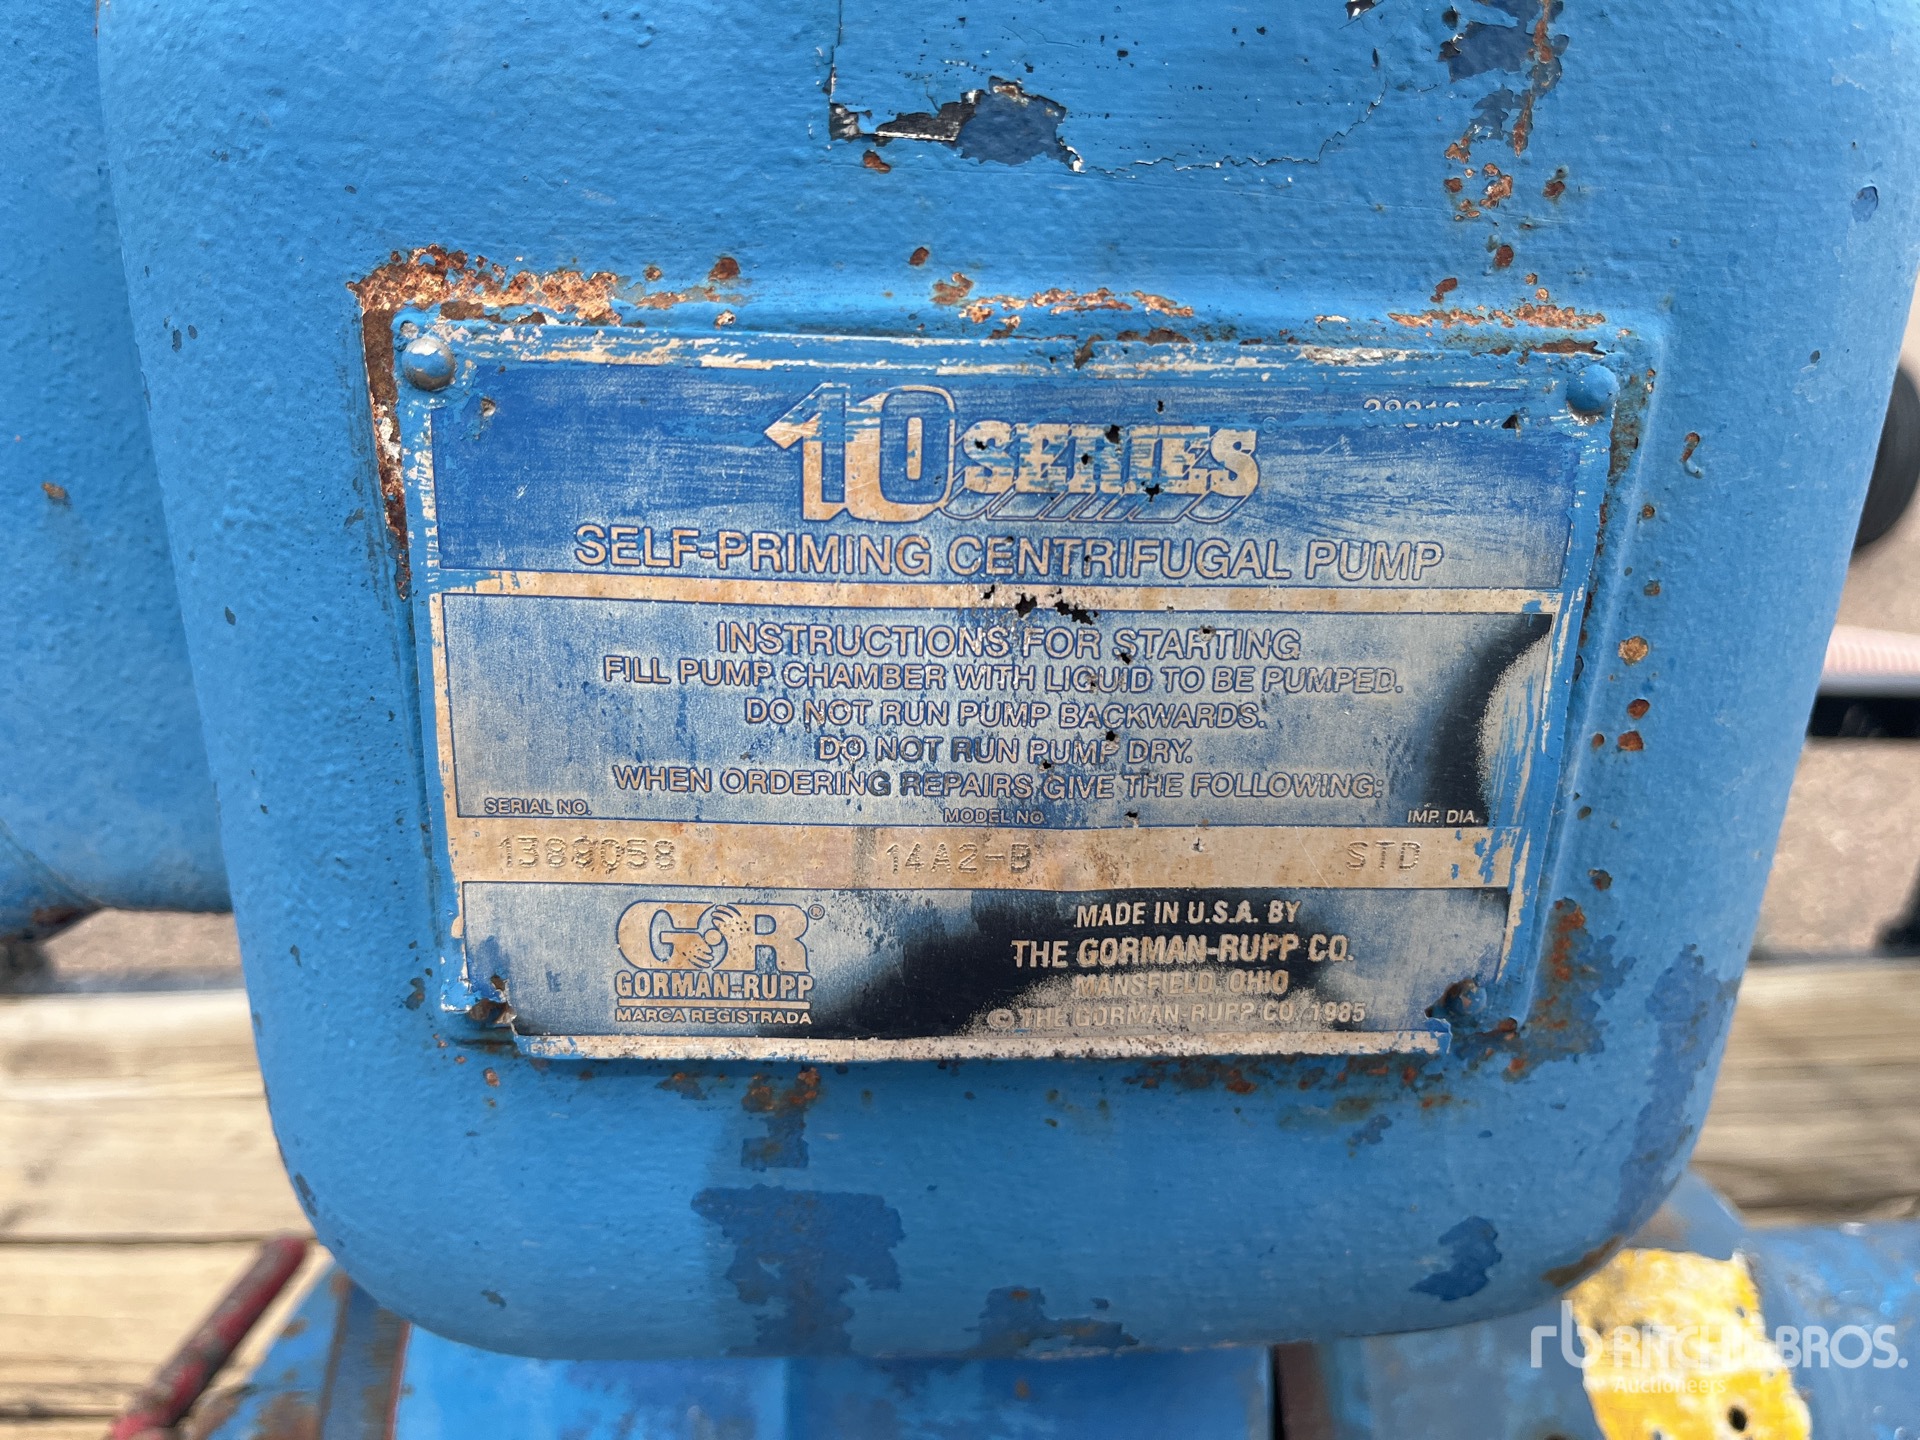 10 SERIES
SELF-PRIMING CENTRIFUGAL PUMP
INSTRUCTIONS FOR STARTING
FILL PUMP CHAMBER WITH LIQUID TO BE PUMPED.
DO NOT RUN PUMP BACKWARDS.
DO NOT RUN PUMP DRY.
WHEN ORDERING REPAIRS GIVE THE FOLLOWING:
SERIAL NO. MODEL NO. IMP. DIA.
1388058 14A2-B STD
G·R®
GORMAN-RUPP
MARCA REGISTRADA
MADE IN U.S.A. BY
THE GORMAN-RUPP CO.
MANSFIELD, OHIO
© THE GORMAN-RUPP CO. 1985
rb RITCHIE BROS.
Auctioneers